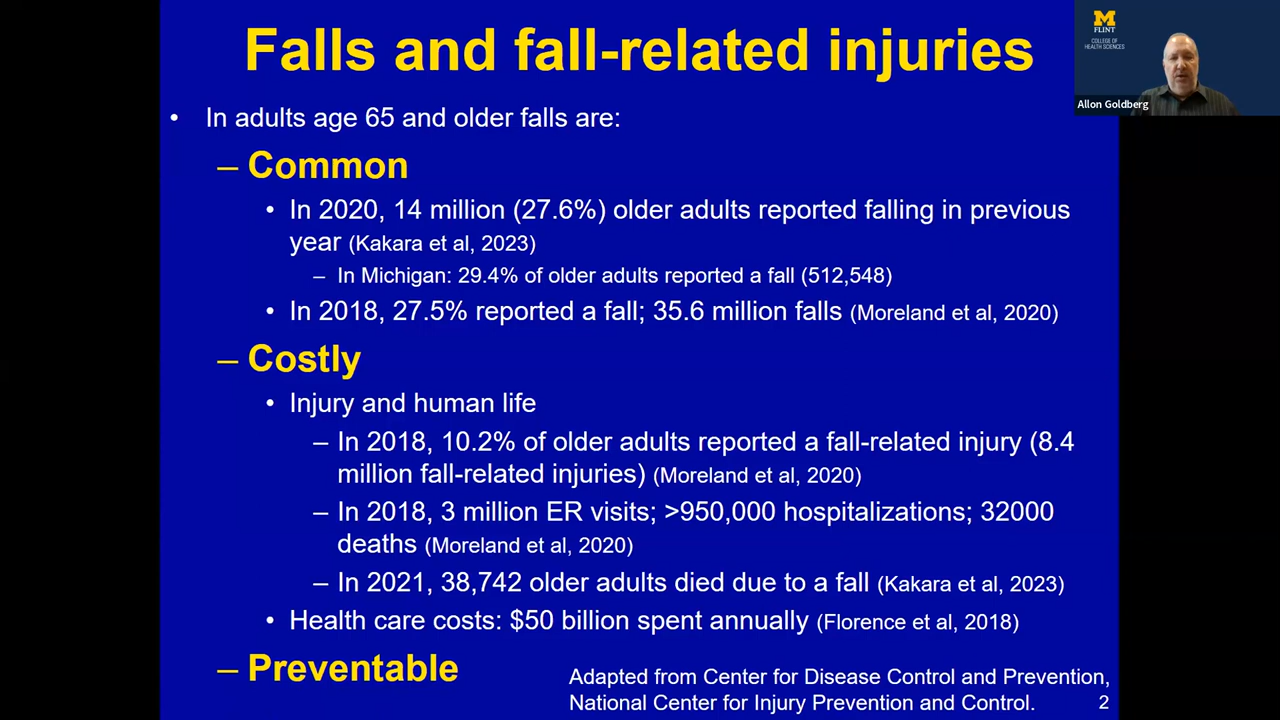 Falls and fall-related injuries
• In adults age 65 and older falls are:
– Common
• In 2020, 14 million (27.6%) older adults reported falling in previous
year (Kakara et al, 2023)
– In Michigan: 29.4% of older adults reported a fall (512,548)
• In 2018, 27.5% reported a fall; 35.6 million falls (Moreland et al, 2020)
– Costly
• Injury and human life
– In 2018, 10.2% of older adults reported a fall-related injury (8.4
million fall-related injuries) (Moreland et al, 2020)
– In 2018, 3 million ER visits; >950,000 hospitalizations; 32000
deaths (Moreland et al, 2020)
– In 2021, 38,742 older adults died due to a fall (Kakara et al, 2023)
• Health care costs: $50 billion spent annually (Florence et al, 2018)
– Preventable
Adapted from Center for Disease Control and Prevention,
National Center for Injury Prevention and Control.
2
M
FLINT
COLLEGE OF
HEALTH SCIENCES
Allon Goldberg